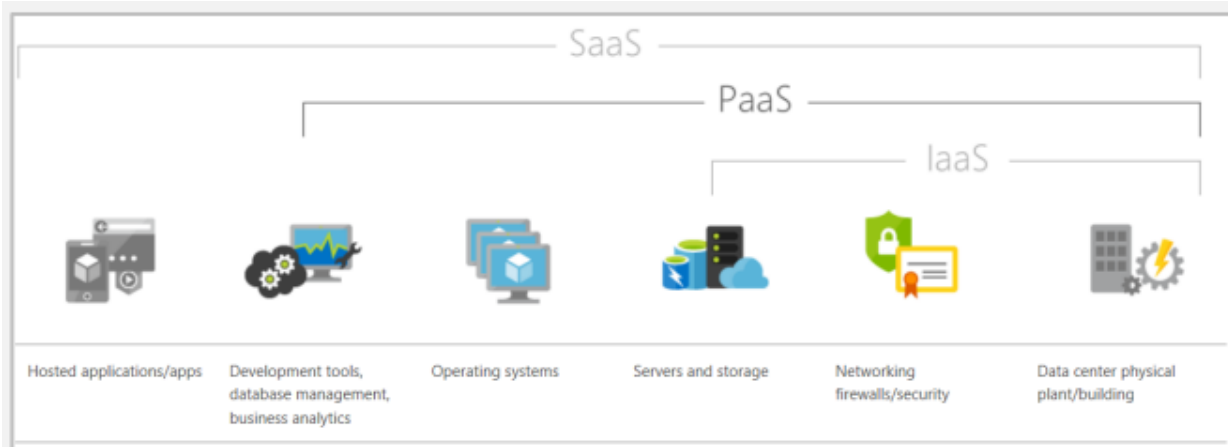 SaaS
PaaS
IaaS
Hosted applications/apps
Development tools,
database management,
business analytics
Operating systems
Servers and storage
Networking
firewalls/security
Data center physical
plant/building